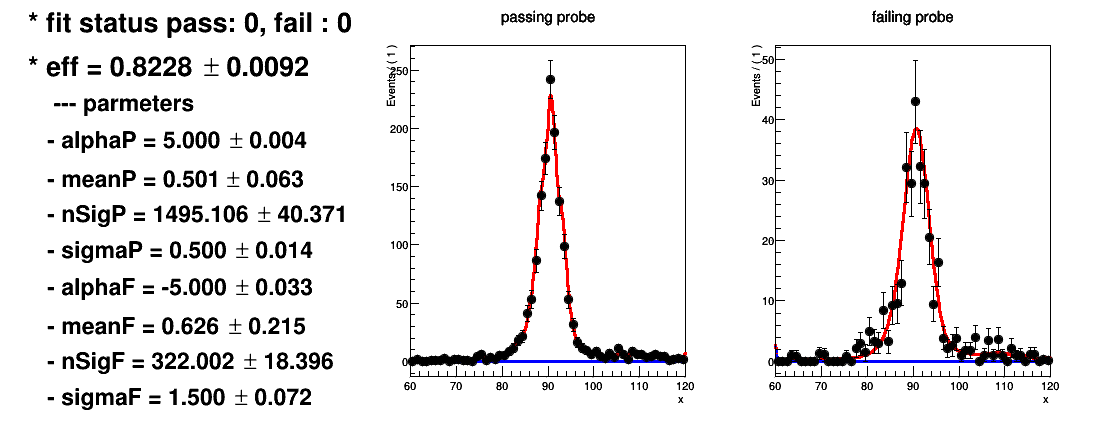 * fit status pass: 0, fail : 0
* eff = 0.8228 ± 0.0092
--- parmeters
- alphaP = 5.000 ± 0.004
- meanP = 0.501 ± 0.063
- nSigP = 1495.106 ± 40.371
- sigmaP = 0.500 ± 0.014
- alphaF = -5.000 ± 0.033
- meanF = 0.626 ± 0.215
- nSigF = 322.002 ± 18.396
- sigmaF = 1.500 ± 0.072
passing probe
Events / ( 1 )
250
200
150
100
50
0
60 70 80 90 100 110 120
x
failing probe
Events / ( 1 )
50
40
30
20
10
0
60 70 80 90 100 110 120
x